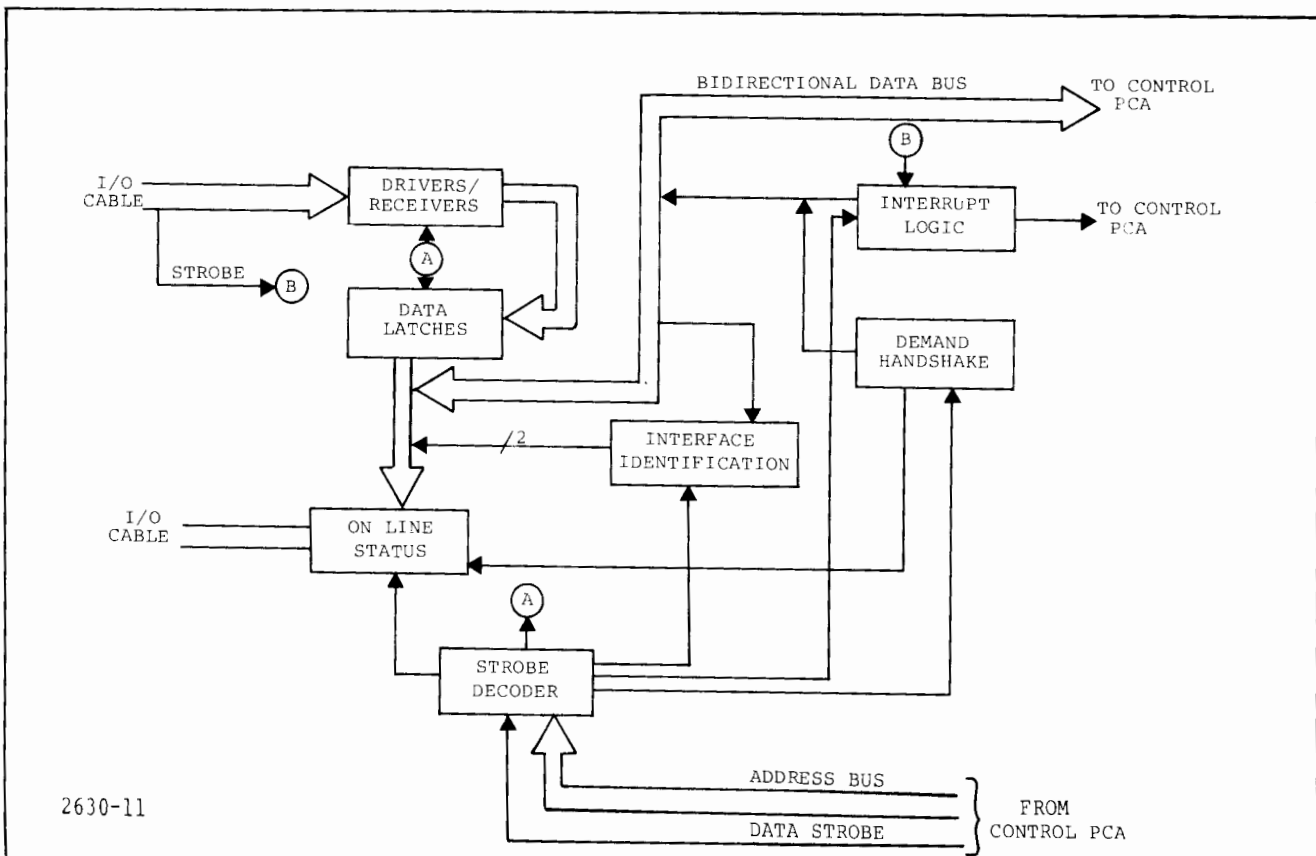 BIDIRECTIONAL DATA BUS
TO CONTROL
PCA
B
I/O
CABLE
DRIVERS/
RECEIVERS
INTERRUPT
LOGIC
TO CONTROL
PCA
A
STROBE
B
DATA
LATCHES
DEMAND
HANDSHAKE
2
INTERFACE
IDENTIFICATION
I/O
CABLE
ON LINE
STATUS
A
STROBE
DECODER
ADDRESS BUS
2630-11
FROM
CONTROL PCA
DATA STROBE